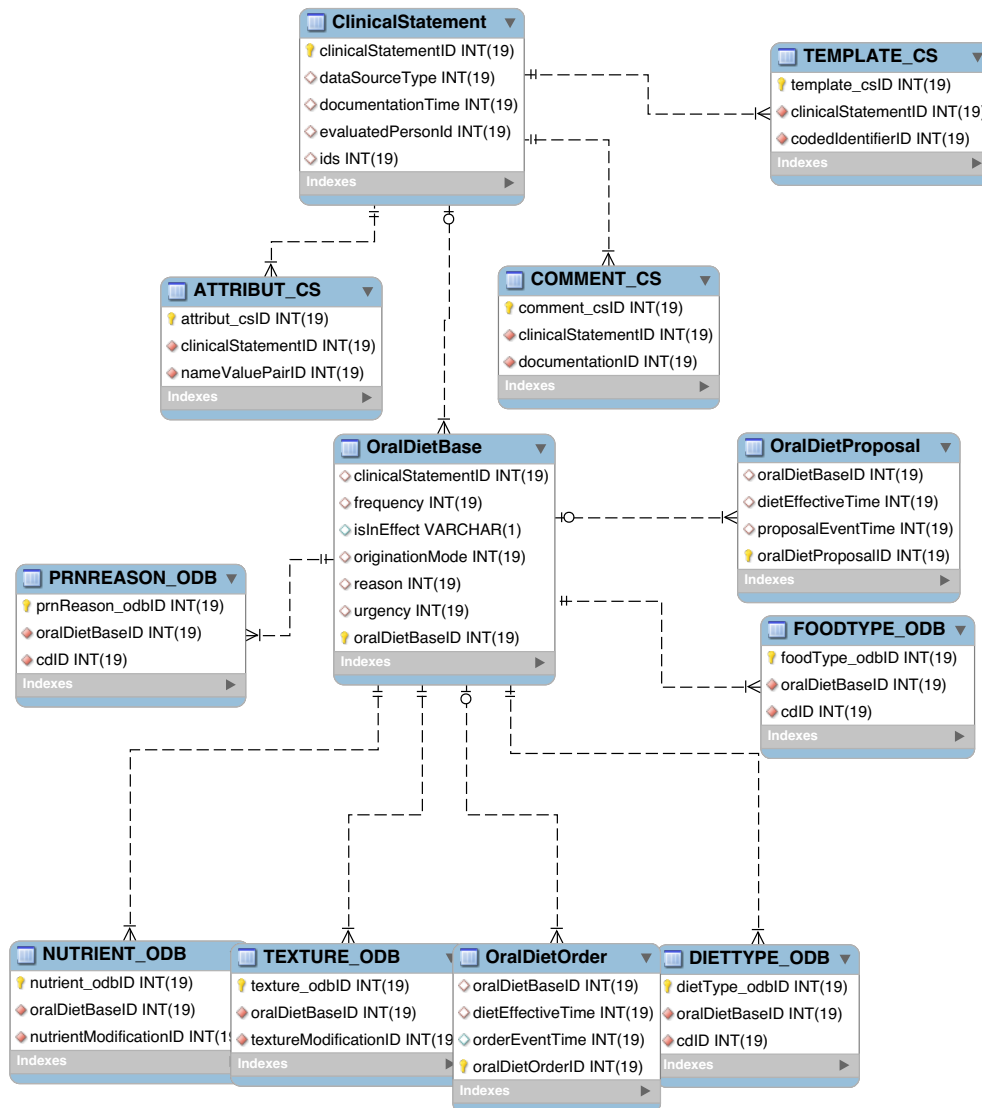 ClinicalStatement
clinicalStatementID INT(19)
dataSourceType INT(19)
documentationTime INT(19)
evaluatedPersonId INT(19)
ids INT(19)
Indexes
TEMPLATE_CS
template_csID INT(19)
clinicalStatementID INT(19)
codedIdentifierID INT(19)
Indexes
ATTRIBUT_CS
attribut_csID INT(19)
clinicalStatementID INT(19)
nameValuePairID INT(19)
Indexes
COMMENT_CS
comment_csID INT(19)
clinicalStatementID INT(19)
documentationID INT(19)
Indexes
OralDietBase
clinicalStatementID INT(19)
frequency INT(19)
isInEffect VARCHAR(1)
originationMode INT(19)
reason INT(19)
urgency INT(19)
oralDietBaseID INT(19)
Indexes
OralDietProposal
oralDietBaseID INT(19)
dietEffectiveTime INT(19)
proposalEventTime INT(19)
oralDietProposalID INT(19)
Indexes
PRNREASON_ODB
prnReason_odbID INT(19)
oralDietBaseID INT(19)
cdID INT(19)
Indexes
FOODTYPE_ODB
foodType_odbID INT(19)
oralDietBaseID INT(19)
cdID INT(19)
Indexes
NUTRIENT_ODB
nutrient_odbID INT(19)
oralDietBaseID INT(19)
nutrientModificationID INT(19
Indexes
TEXTURE_ODB
texture_odbID INT(19)
oralDietBaseID INT(19)
textureModificationID INT(19
Indexes
OralDietOrder
oralDietBaseID INT(19)
dietEffectiveTime INT(19)
orderEventTime INT(19)
oralDietOrderID INT(19)
Indexes
DIETTYPE_ODB
dietType_odbID INT(19)
oralDietBaseID INT(19)
cdID INT(19)
Indexes